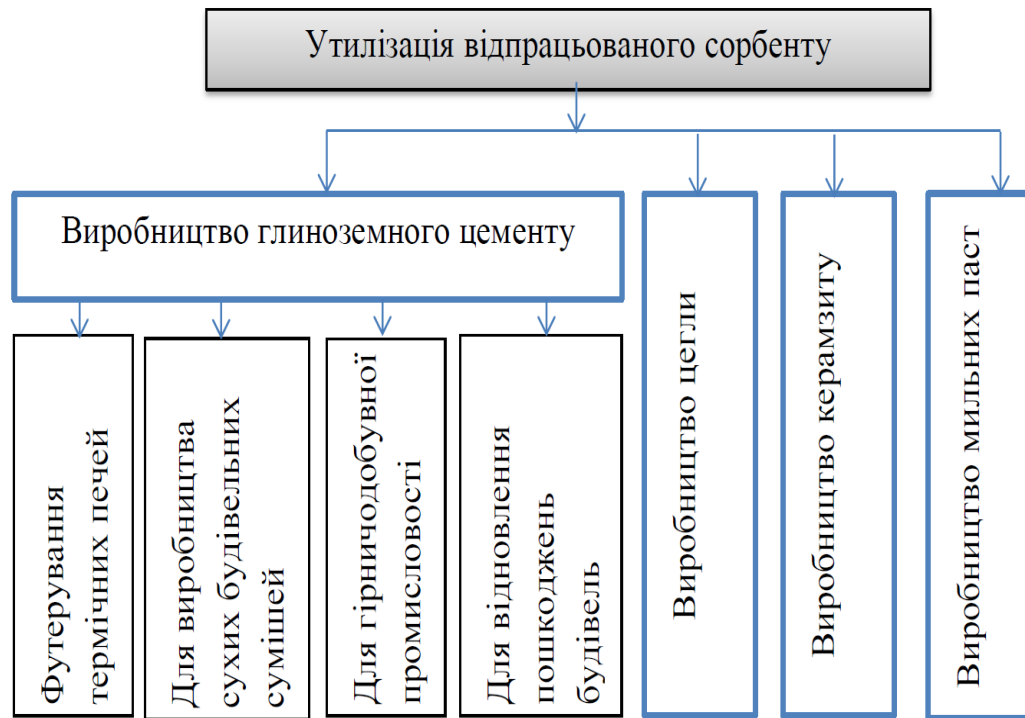 Утилізація відпрацьованого сорбенту
Виробництво глиноземного цементу
Футерування
термічних печей
Для виробництва
сухих будівельних
сумішей
Для гірничодобувної
промисловості
Для відновлення
пошкоджень
будівель
Виробництво цегли
Виробництво керамзиту
Виробництво мильних паст